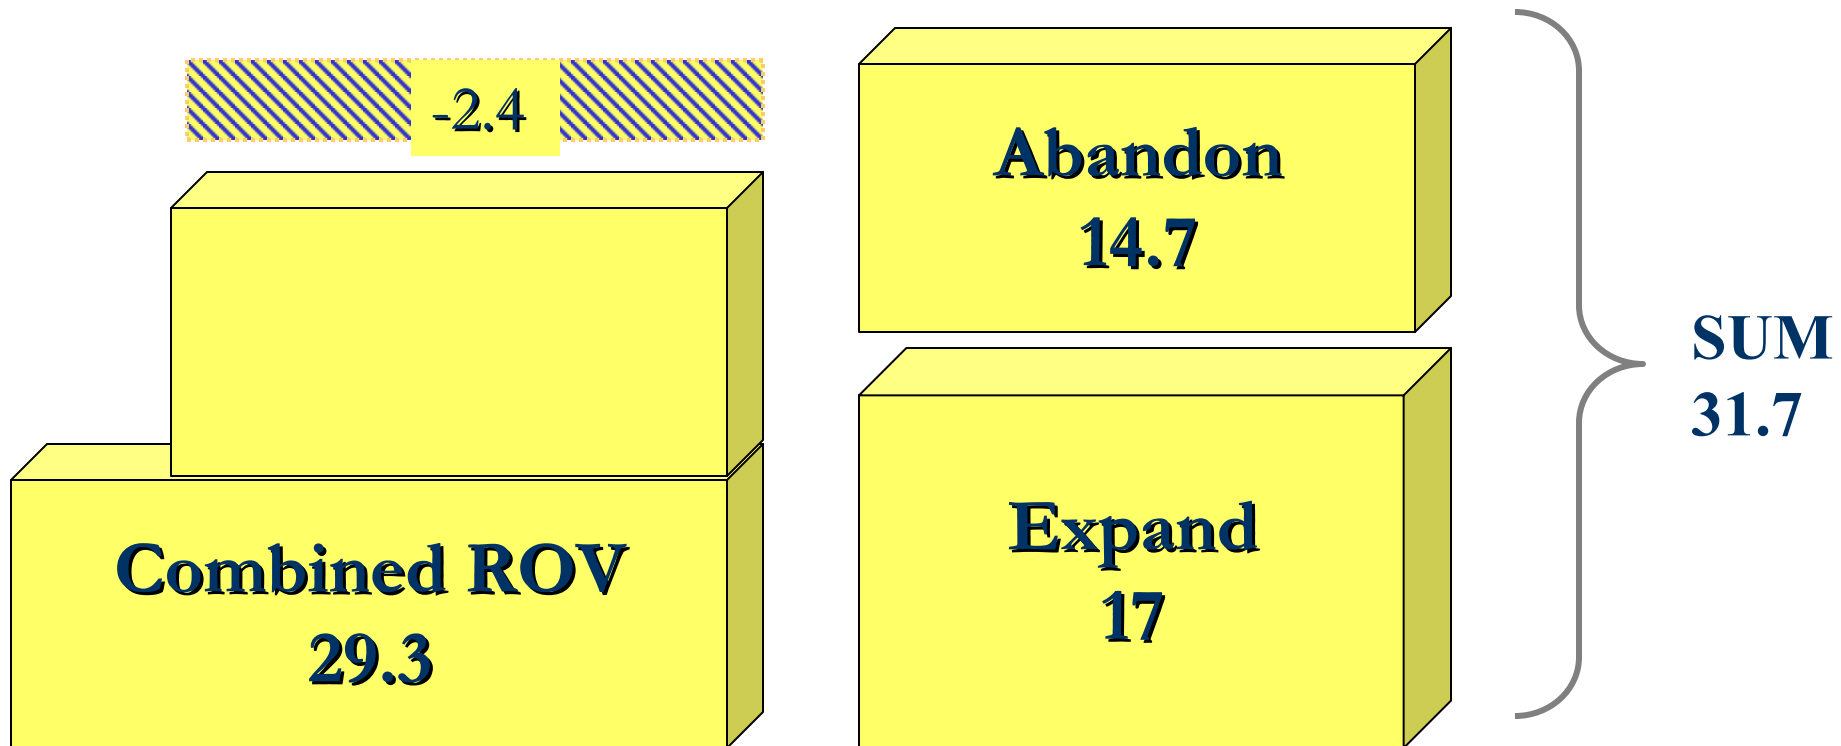 -2.4
Combined ROV
29.3
Abandon
14.7
Expand
17
SUM
31.7